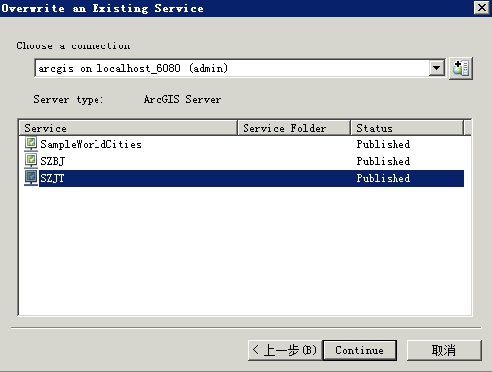 Overwrite an Existing Service
Choose a connection
arcgis on localhost_6080 (admin)
Server type: ArcGIS Server
Service Service Folder Status
SampleWorldCities Published
SZBJ Published
SZJT Published
< 上一步(B) Continue 取消